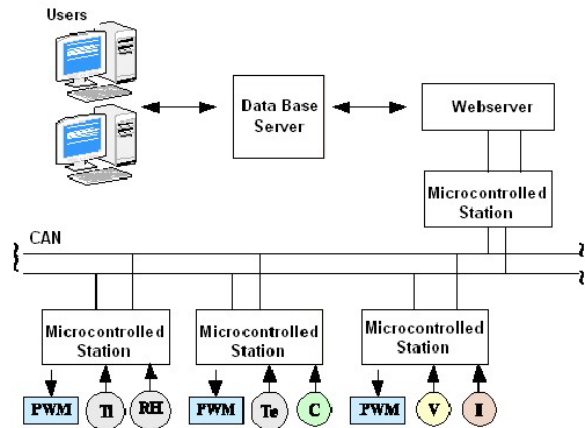 Users
Data Base
Server
Webserver
Microcontrolled
Station
CAN
Microcontrolled
Station
Microcontrolled
Station
Microcontrolled
Station
PWM
TI
RH
PWM
Te
C
PWM
V
I